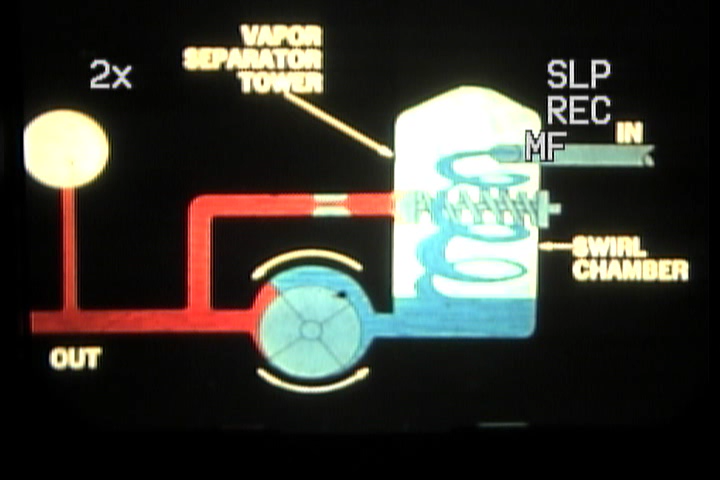 VAPOR
SEPARATOR
TOWER
2x
SLP
REC
MF
IN
SWIRL
CHAMBER
OUT